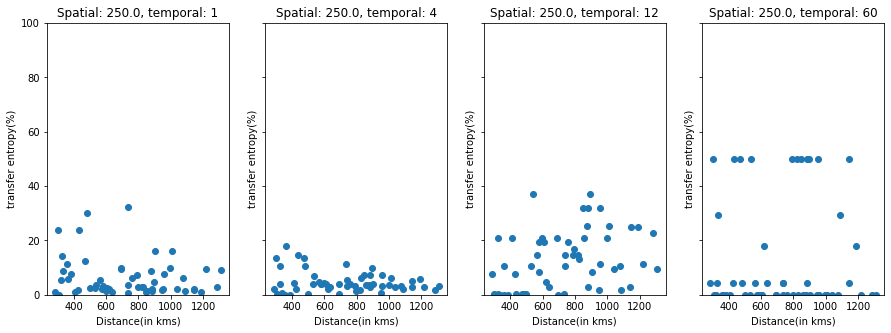 Spatial: 250.0, temporal: 1
Spatial: 250.0, temporal: 4
Spatial: 250.0, temporal: 12
Spatial: 250.0, temporal: 60
100
80
60
40
20
0
transfer entropy(%)
transfer entropy(%)
transfer entropy(%)
transfer entropy(%)
400 600 800 1000 1200
400 600 800 1000 1200
400 600 800 1000 1200
400 600 800 1000 1200
Distance(in kms)
Distance(in kms)
Distance(in kms)
Distance(in kms)